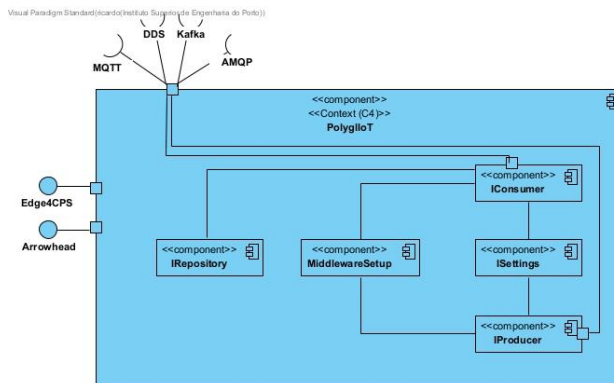 Visual Paradigm Standard(ricardo(Instituto Superior de Engenharia do Porto))
DDS Kafka
MQTT
AMQP
<<component>>
<<Context (C4)>>
PolyglIoT
<<component>>
IConsumer
Edge4CPS
Arrowhead
<<component>>
IRepository
<<component>>
MiddlewareSetup
<<component>>
ISettings
<<component>>
IProducer